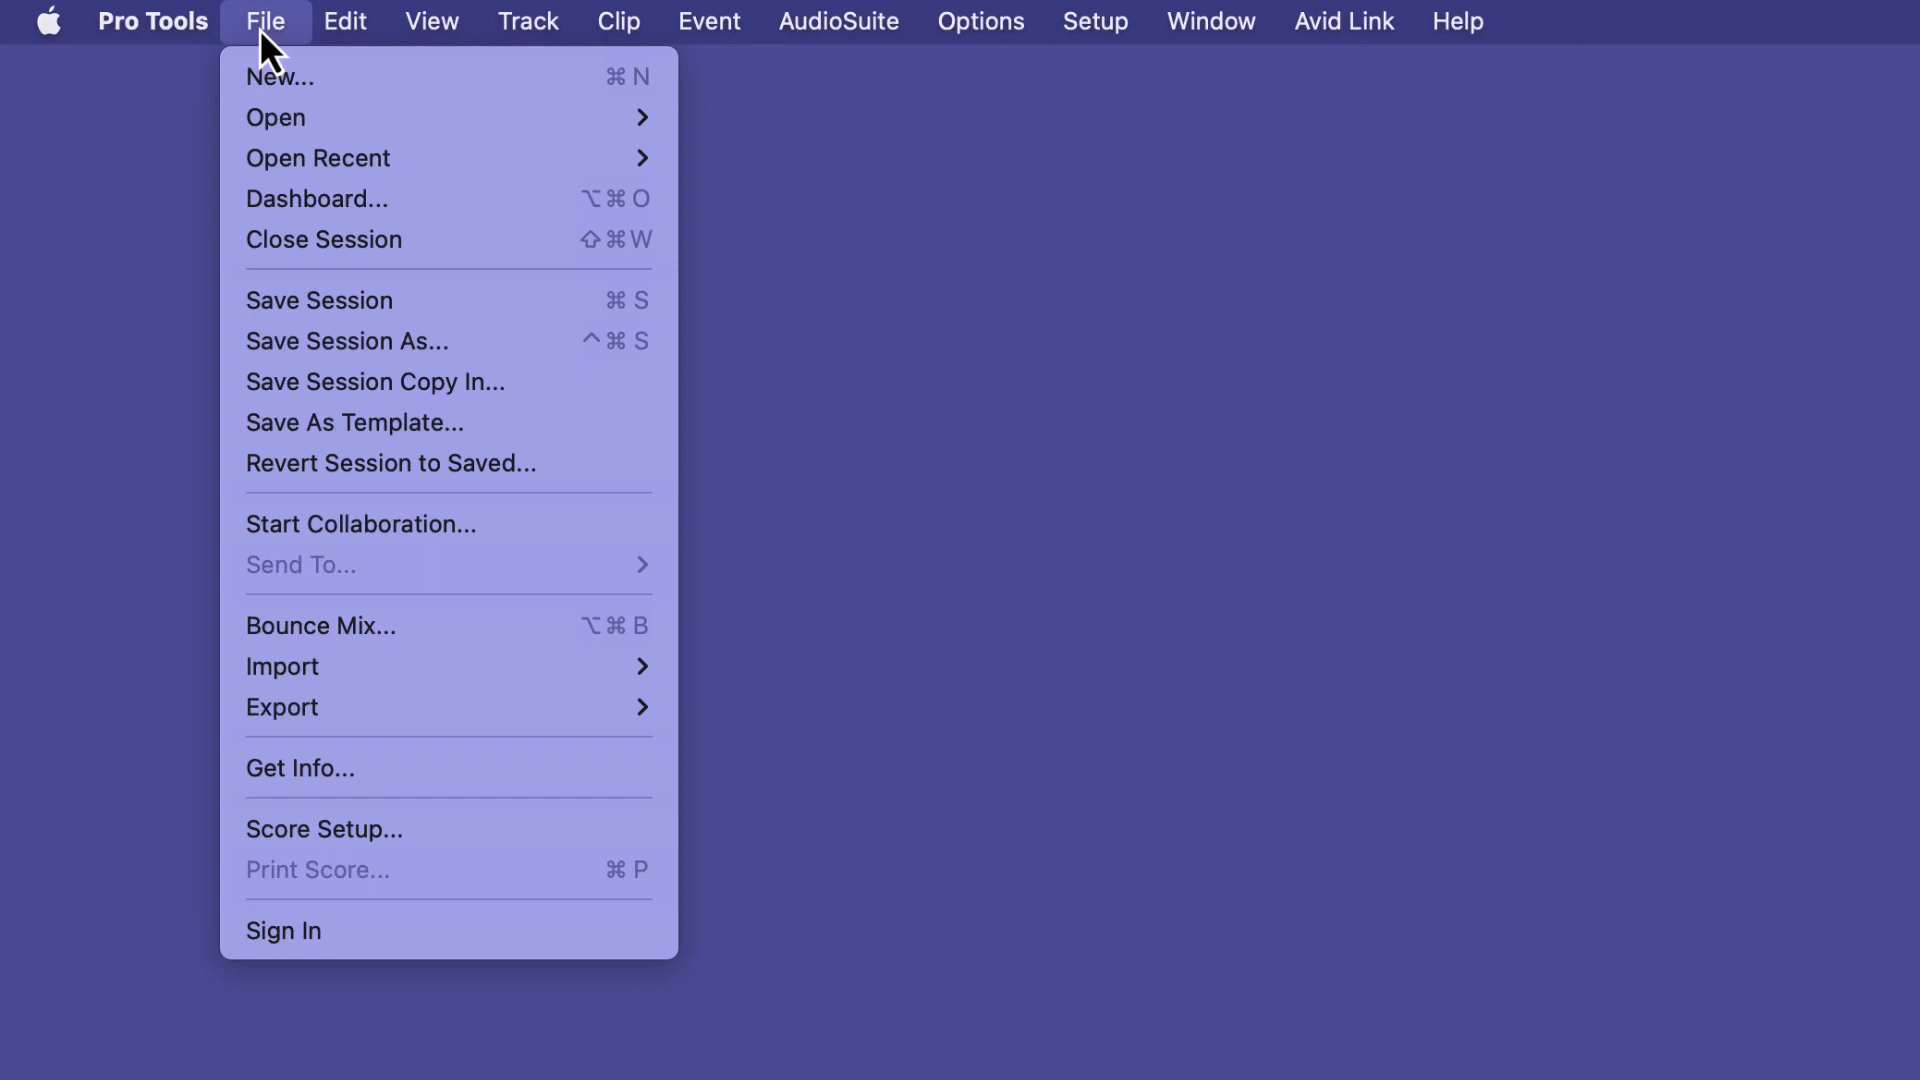 Pro Tools File Edit View Track Clip Event AudioSuite Options Setup Window Avid Link Help
New... ⌘ N
Open >
Open Recent >
Dashboard... ⌥ ⌘ O
Close Session ⇧ ⌘ W
Save Session ⌘ S
Save Session As... ^ ⌘ S
Save Session Copy In...
Save As Template...
Revert Session to Saved...
Start Collaboration...
Send To... >
Bounce Mix... ⌥ ⌘ B
Import >
Export >
Get Info...
Score Setup...
Print Score... ⌘ P
Sign In